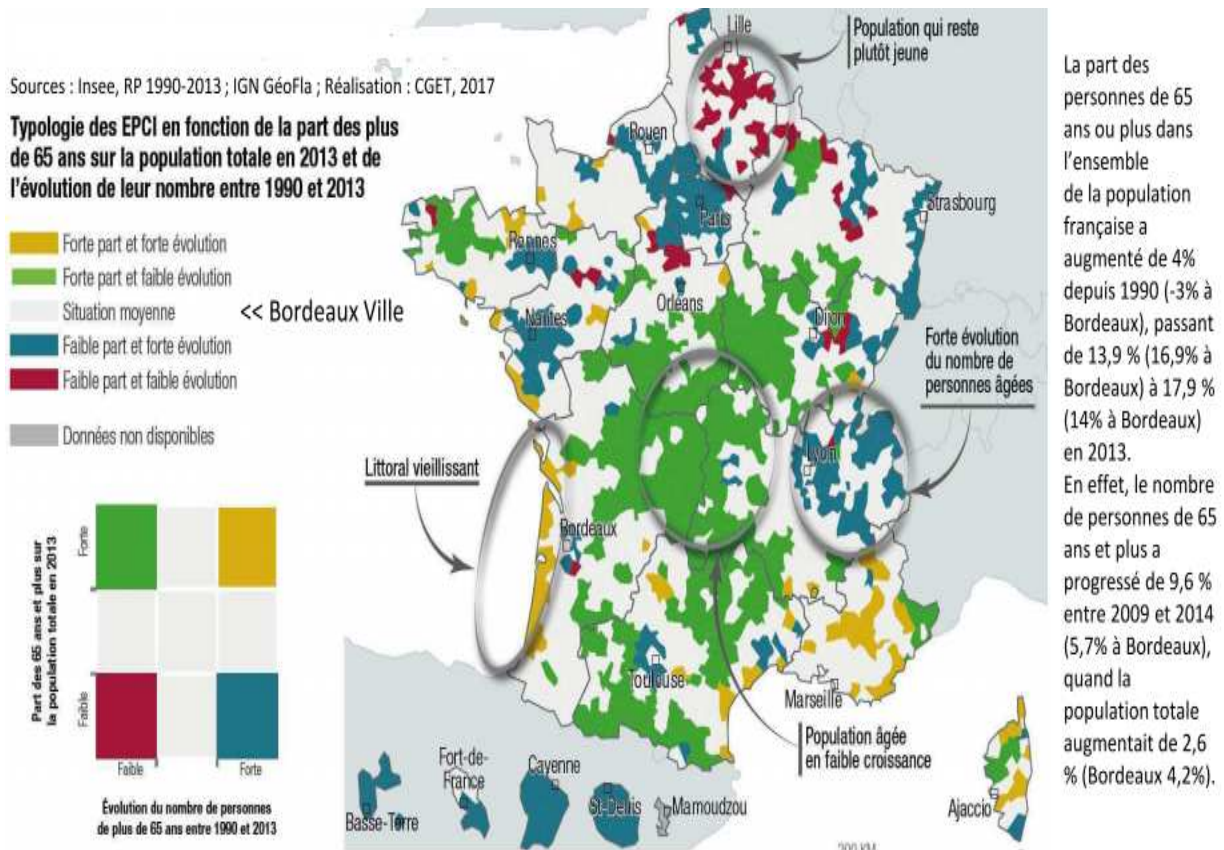 Sources : Insee, RP 1990-2013 ; IGN GéoFla ; Réalisation : CGET, 2017
Typologie des EPCI en fonction de la part des plus
de 65 ans sur la population totale en 2013 et de
l'évolution de leur nombre entre 1990 et 2013
Forte part et forte évolution
Forte part et faible évolution
Situation moyenne
<< Bordeaux Ville
Faible part et forte évolution
Faible part et faible évolution
Données non disponibles
Part des 65 ans et plus sur
la population totale en 2013
Forte
Faible
Faible
Forte
Évolution du nombre de personnes
de plus de 65 ans entre 1990 et 2013
Lille
Population qui reste
plutôt jeune
Rouen
Paris
Strasbourg
Rennes
Orléans
Nantes
Dijon
Forte évolution
du nombre de
personnes âgées
Lyon
Littoral vieillissant
Bordeaux
Toulouse
Marseille
Population âgée
en faible croissance
Ajaccio
Basse-Terre
Fort-de-
France
Cayenne
St-Denis
Mamoudzou
200 KM
La part des
personnes de 65
ans ou plus dans
l'ensemble
de la population
française a
augmenté de 4%
depuis 1990 (-3% à
Bordeaux), passant
de 13,9 % (16,9% à
Bordeaux) à 17,9 %
(14% à Bordeaux)
en 2013.
En effet, le nombre
de personnes de 65
ans et plus a
progressé de 9,6 %
entre 2009 et 2014
(5,7% à Bordeaux),
quand la
population totale
augmentait de 2,6
% (Bordeaux 4,2%).